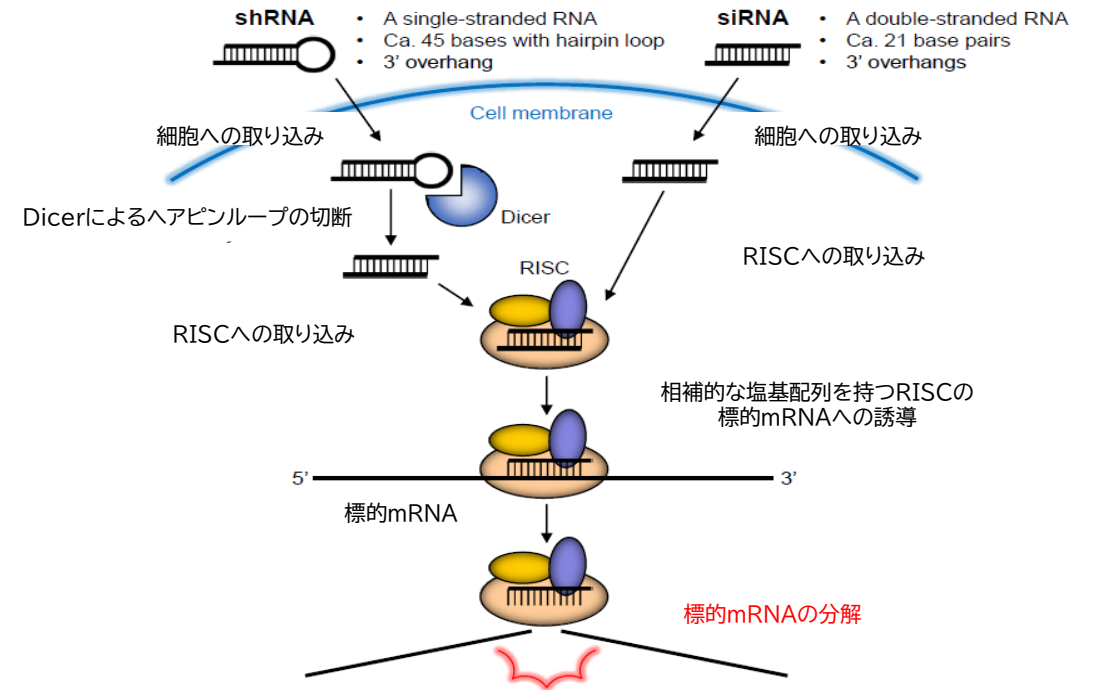 shRNA
• A single-stranded RNA
• Ca. 45 bases with hairpin loop
• 3' overhang
siRNA
• A double-stranded RNA
• Ca. 21 base pairs
• 3' overhangs
Cell membrane
細胞への取り込み
細胞への取り込み
Dicerによるヘアピンループの切断
Dicer
RISCへの取り込み
RISC
RISCへの取り込み
相補的な塩基配列を持つRISCの
標的mRNAへの誘導
5'
3'
標的mRNA
標的mRNAの分解